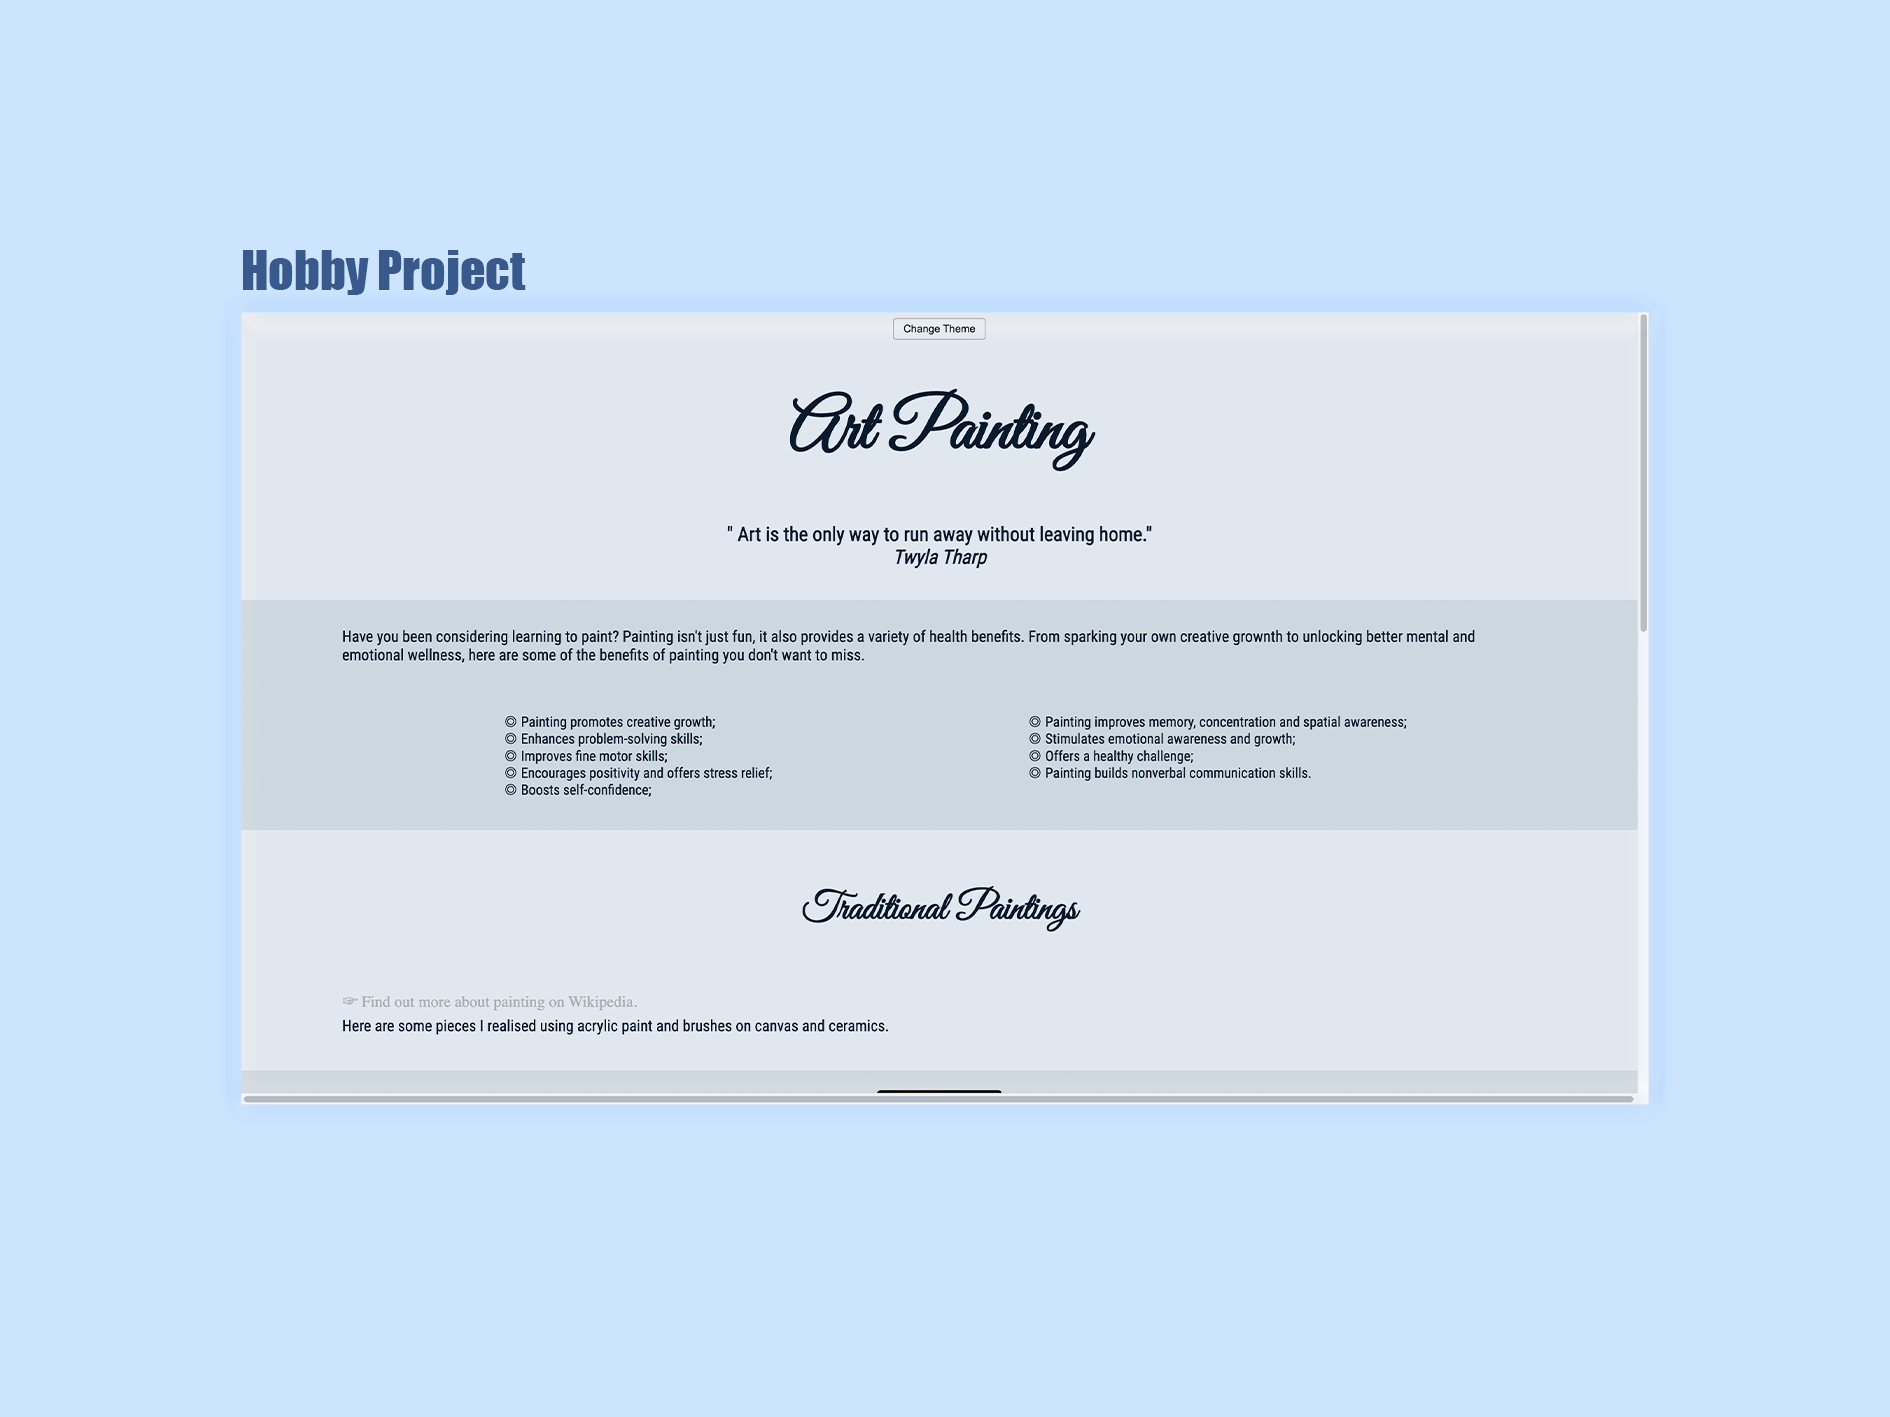 Hobby Project
Change Theme
Art Painting
" Art is the only way to run away without leaving home."
Twyla Tharp
Have you been considering learning to paint? Painting isn't just fun, it also provides a variety of health benefits. From sparking your own creative grownth to unlocking better mental and
emotional wellness, here are some of the benefits of painting you don't want to miss.
◎ Painting promotes creative growth;
◎ Enhances problem-solving skills;
◎ Improves fine motor skills;
◎ Encourages positivity and offers stress relief;
◎ Boosts self-confidence;
◎ Painting improves memory, concentration and spatial awareness;
◎ Stimulates emotional awareness and growth;
◎ Offers a healthy challenge;
◎ Painting builds nonverbal communication skills.
Traditional Paintings
☞ Find out more about painting on Wikipedia.
Here are some pieces I realised using acrylic paint and brushes on canvas and ceramics.